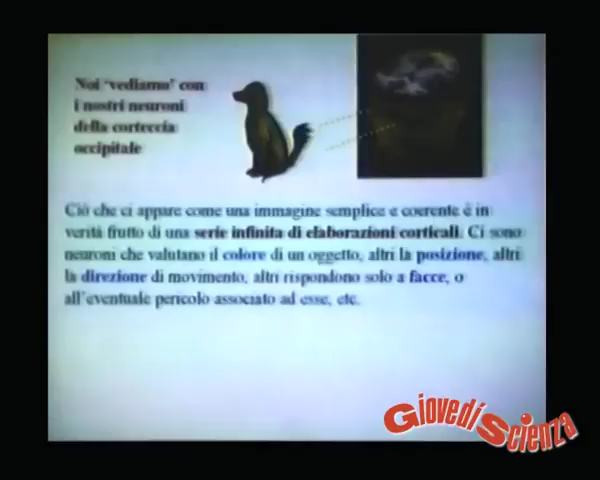 Noi 'vediamo' con
i nostri neuroni
della corteccia
occipitale
Ciò che ci appare come una immagine semplice e coerente è in
verità frutto di una serie infinita di elaborazioni corticali. Ci sono
neuroni che valutano il colore di un oggetto, altri la posizione, altri
la direzione di movimento, altri rispondono solo a facce, o
all'eventuale pericolo associato ad esse, etc.
Giovedì Scienza